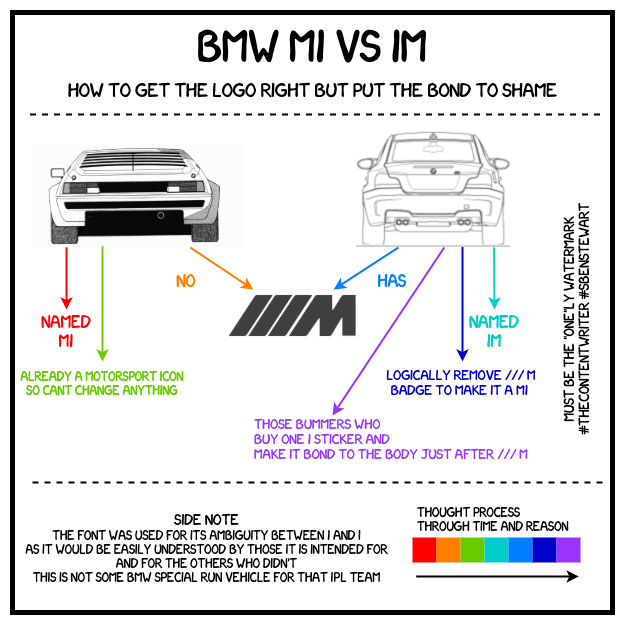 BMW MI VS IM
HOW TO GET THE LOGO RIGHT BUT PUT THE BOND TO SHAME
NO
HAS
///M
NAMED
MI
NAMED
IM
ALREADY A MOTORSPORT ICON
SO CANT CHANGE ANYTHING
LOGICALLY REMOVE /// M
BADGE TO MAKE IT A MI
THOSE BUMMERS WHO
BUY ONE I STICKER AND
MAKE IT BOND TO THE BODY JUST AFTER /// M
MUST BE THE 'ONE'LY WATERMARK
#THECONTENTWRITER #SBENSTEWART
SIDE NOTE
THE FONT WAS USED FOR ITS AMBIGUITY BETWEEN I AND I
AS IT WOULD BE EASILY UNDERSTOOD BY THOSE IT IS INTENDED FOR
AND FOR THE OTHERS WHO DIDN'T
THIS IS NOT SOME BMW SPECIAL RUN VEHICLE FOR THAT IPL TEAM
THOUGHT PROCESS
THROUGH TIME AND REASON